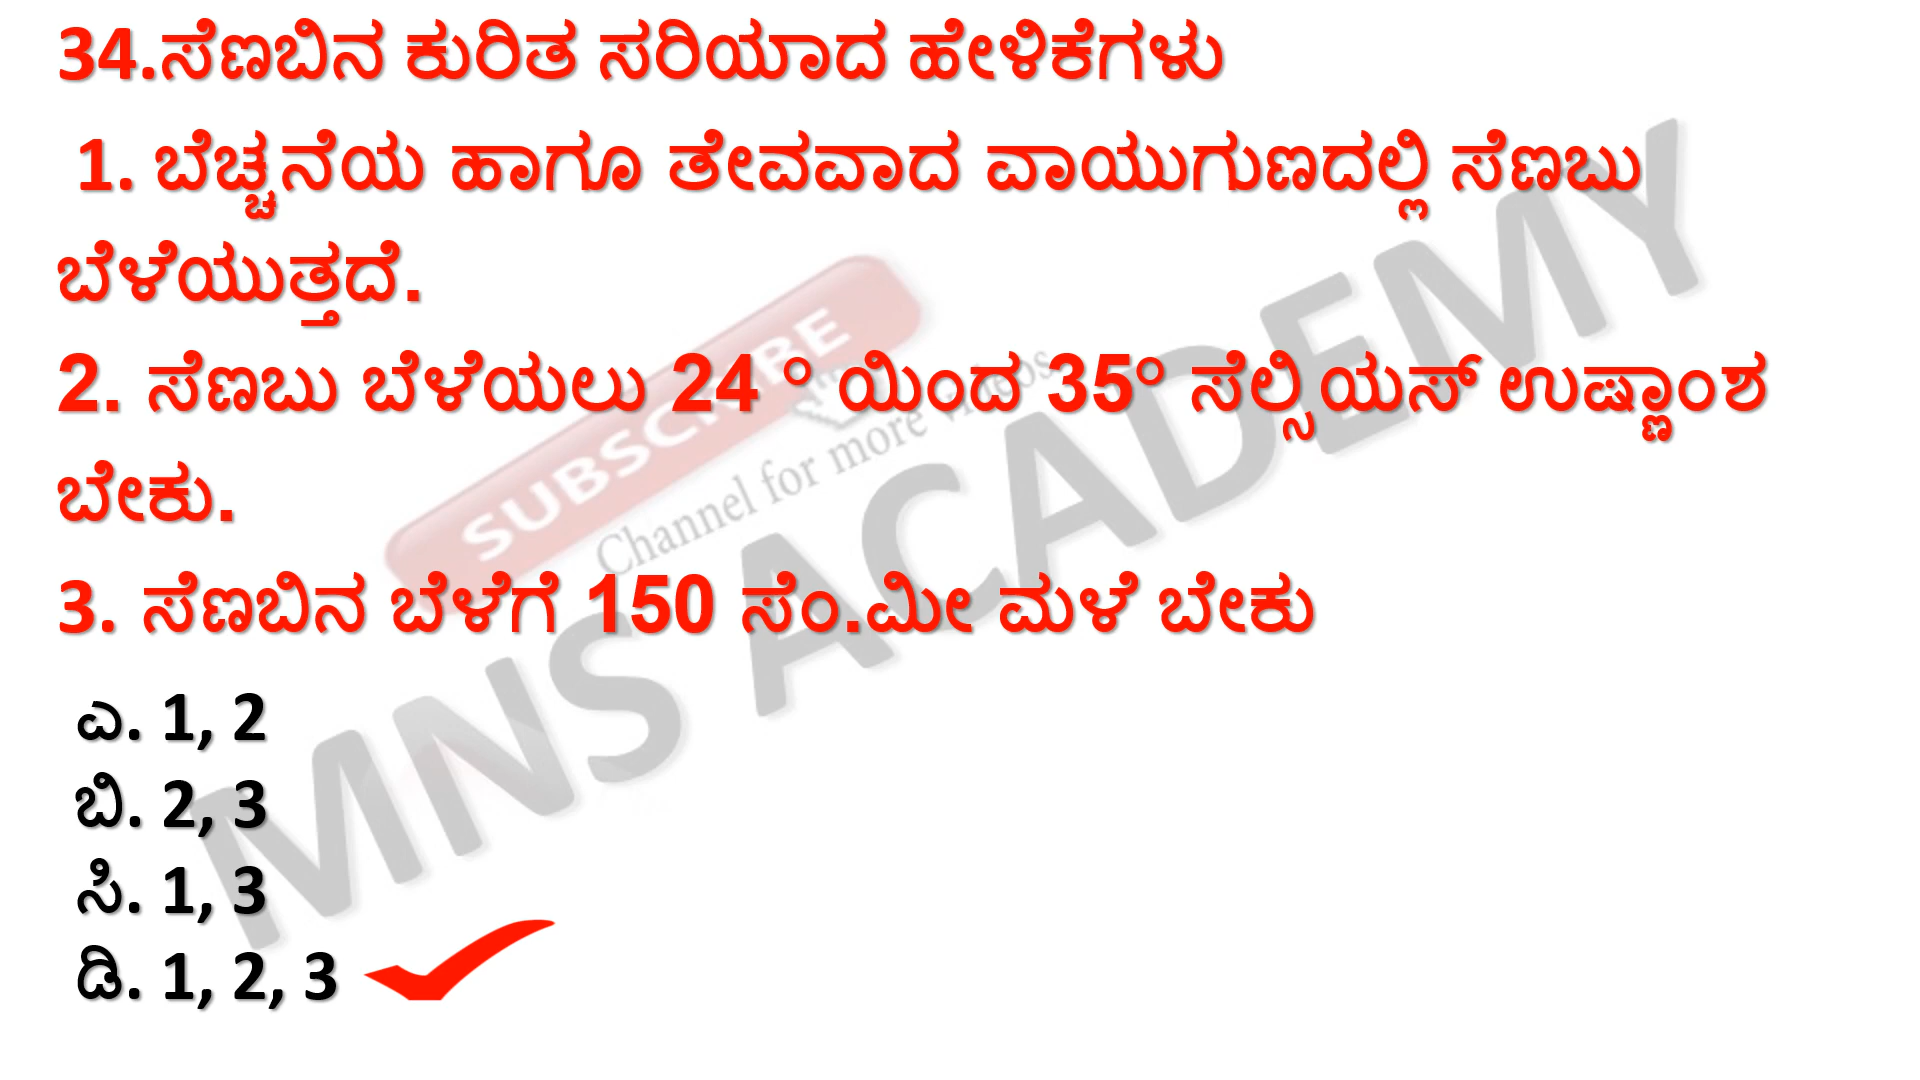 34.ಸೆಣಬಿನ ಕುರಿತ ಸರಿಯಾದ ಹೇಳಿಕೆಗಳು
1. ಬೆಚ್ಚನೆಯ ಹಾಗೂ ತೇವವಾದ ವಾಯುಗುಣದಲ್ಲಿ ಸೆಣಬು
ಬೆಳೆಯುತ್ತದೆ.
2. ಸೆಣಬು ಬೆಳೆಯಲು 24 ° ಯಿಂದ 35° ಸೆಲ್ಸಿಯಸ್ ಉಷ್ಣಾಂಶ
ಬೇಕು.
3. ಸೆಣಬಿನ ಬೆಳೆಗೆ 150 ಸೆಂ.ಮೀ ಮಳೆ ಬೇಕು
ಎ. 1, 2
ಬಿ. 2, 3
ಸಿ. 1, 3
ಡಿ. 1, 2, 3
SUBSCRIBE
Channel for more videos
MNS ACADEMY